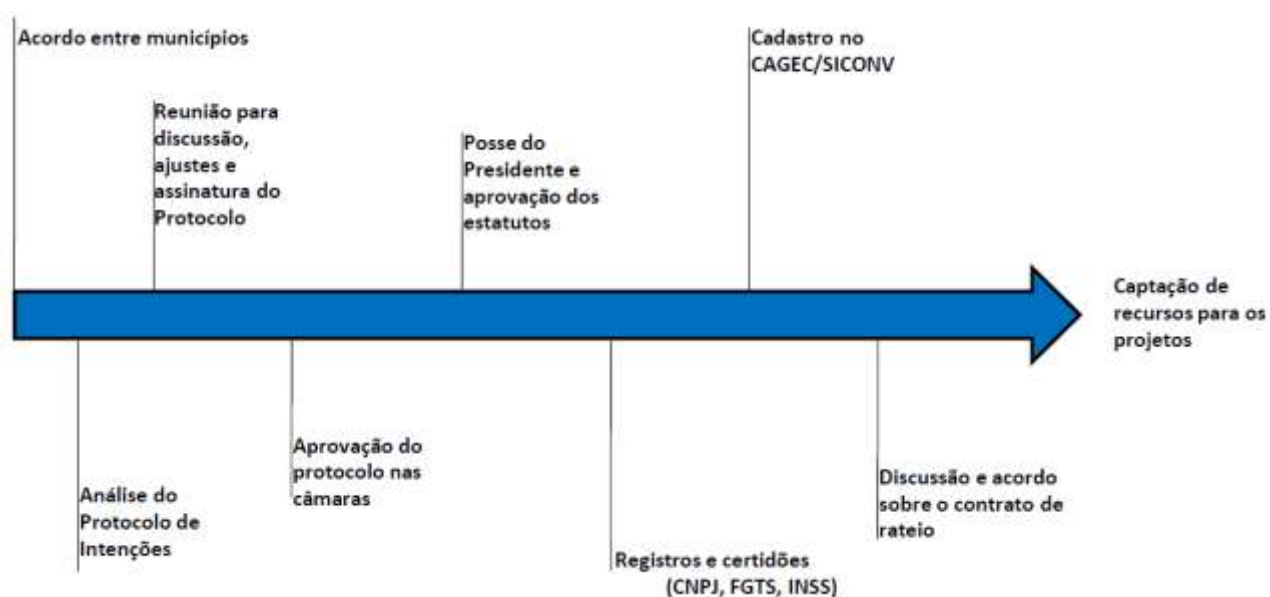 Acordo entre municípios
Cadastro no
CAGEC/SICONV
Reunião para
discussão,
ajustes e
assinatura do
Protocolo
Posse do
Presidente e
aprovação dos
estatutos
Captação de
recursos para os
projetos
Aprovação do
protocolo nas
câmaras
Análise do
Protocolo de
Intenções
Discussão e acordo
sobre o contrato de
rateio
Registros e certidões
(CNPJ, FGTS, INSS)